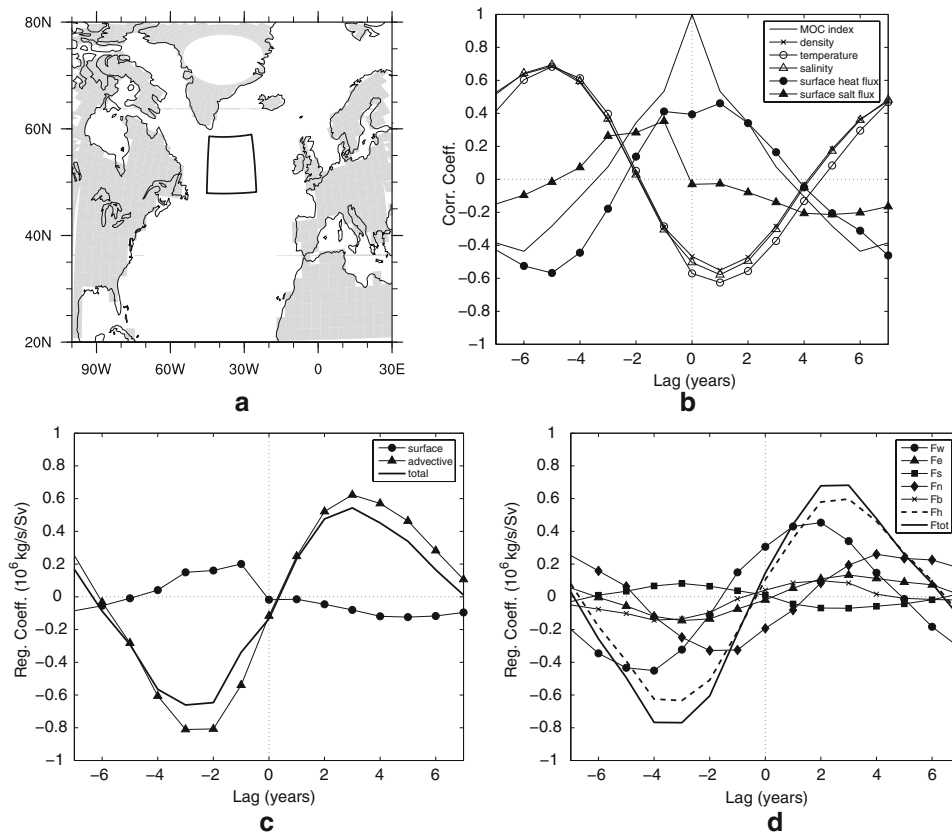 80N
60N
40N
20N
90W 60W 30W 0 30E
a
1
0.8
0.6
0.4
0.2
0
−0.2
−0.4
−0.6
−0.8
−1
Corr. Coeff.
MOC index
density
temperature
salinity
surface heat flux
surface salt flux
−6 −4 −2 0 2 4 6
Lag (years)
b
1
0.8
0.6
0.4
0.2
0
−0.2
−0.4
−0.6
−0.8
−1
Reg. Coeff. (10^6 kg/s/Sv)
surface
advective
total
−6 −4 −2 0 2 4 6
Lag (years)
c
1
0.8
0.6
0.4
0.2
0
−0.2
−0.4
−0.6
−0.8
−1
Reg. Coeff. (10^6 kg/s/Sv)
Fw
Fe
Fs
Fn
Fb
Fh
Ftot
−6 −4 −2 0 2 4 6
Lag (years)
d